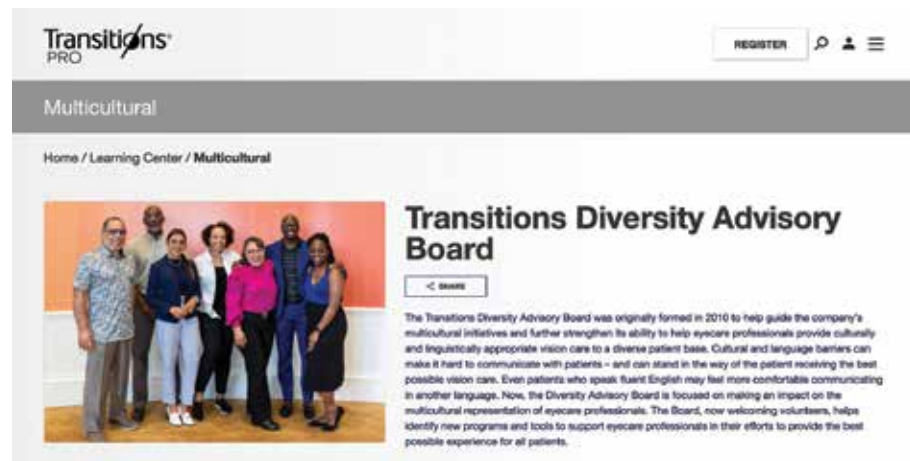 Transitions®
PRO
REGISTER
Multicultural
Home / Learning Center / Multicultural
Transitions Diversity Advisory
Board
SHARE
The Transitions Diversity Advisory Board was originally formed in 2010 to help guide the company's
multicultural initiatives and further strengthen its ability to help eyecare professionals provide culturally
and linguistically appropriate vision care to a diverse patient base. Cultural and language barriers can
make it hard to communicate with patients – and can stand in the way of the patient receiving the best
possible vision care. Even patients who speak fluent English may feel more comfortable communicating
in another language. Now, the Diversity Advisory Board is focused on making an impact on the
multicultural representation of eyecare professionals. The Board, now welcoming volunteers, helps
identify new programs and tools to support eyecare professionals in their efforts to provide the best
possible experience for all patients.